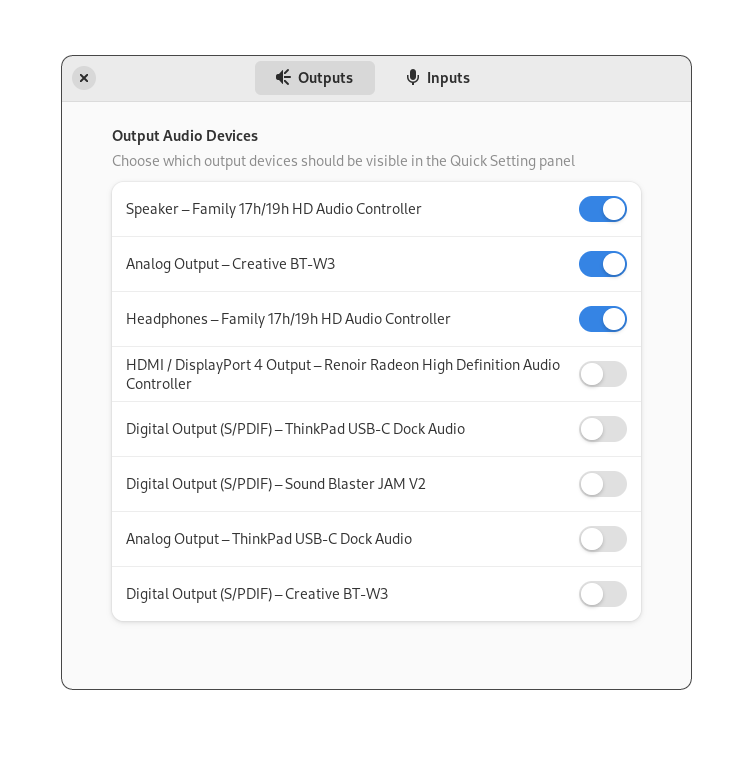 Outputs
Inputs
Output Audio Devices
Choose which output devices should be visible in the Quick Setting panel
Speaker – Family 17h/19h HD Audio Controller
Analog Output – Creative BT-W3
Headphones – Family 17h/19h HD Audio Controller
HDMI / DisplayPort 4 Output – Renoir Radeon High Definition Audio
Controller
Digital Output (S/PDIF) – ThinkPad USB-C Dock Audio
Digital Output (S/PDIF) – Sound Blaster JAM V2
Analog Output – ThinkPad USB-C Dock Audio
Digital Output (S/PDIF) – Creative BT-W3